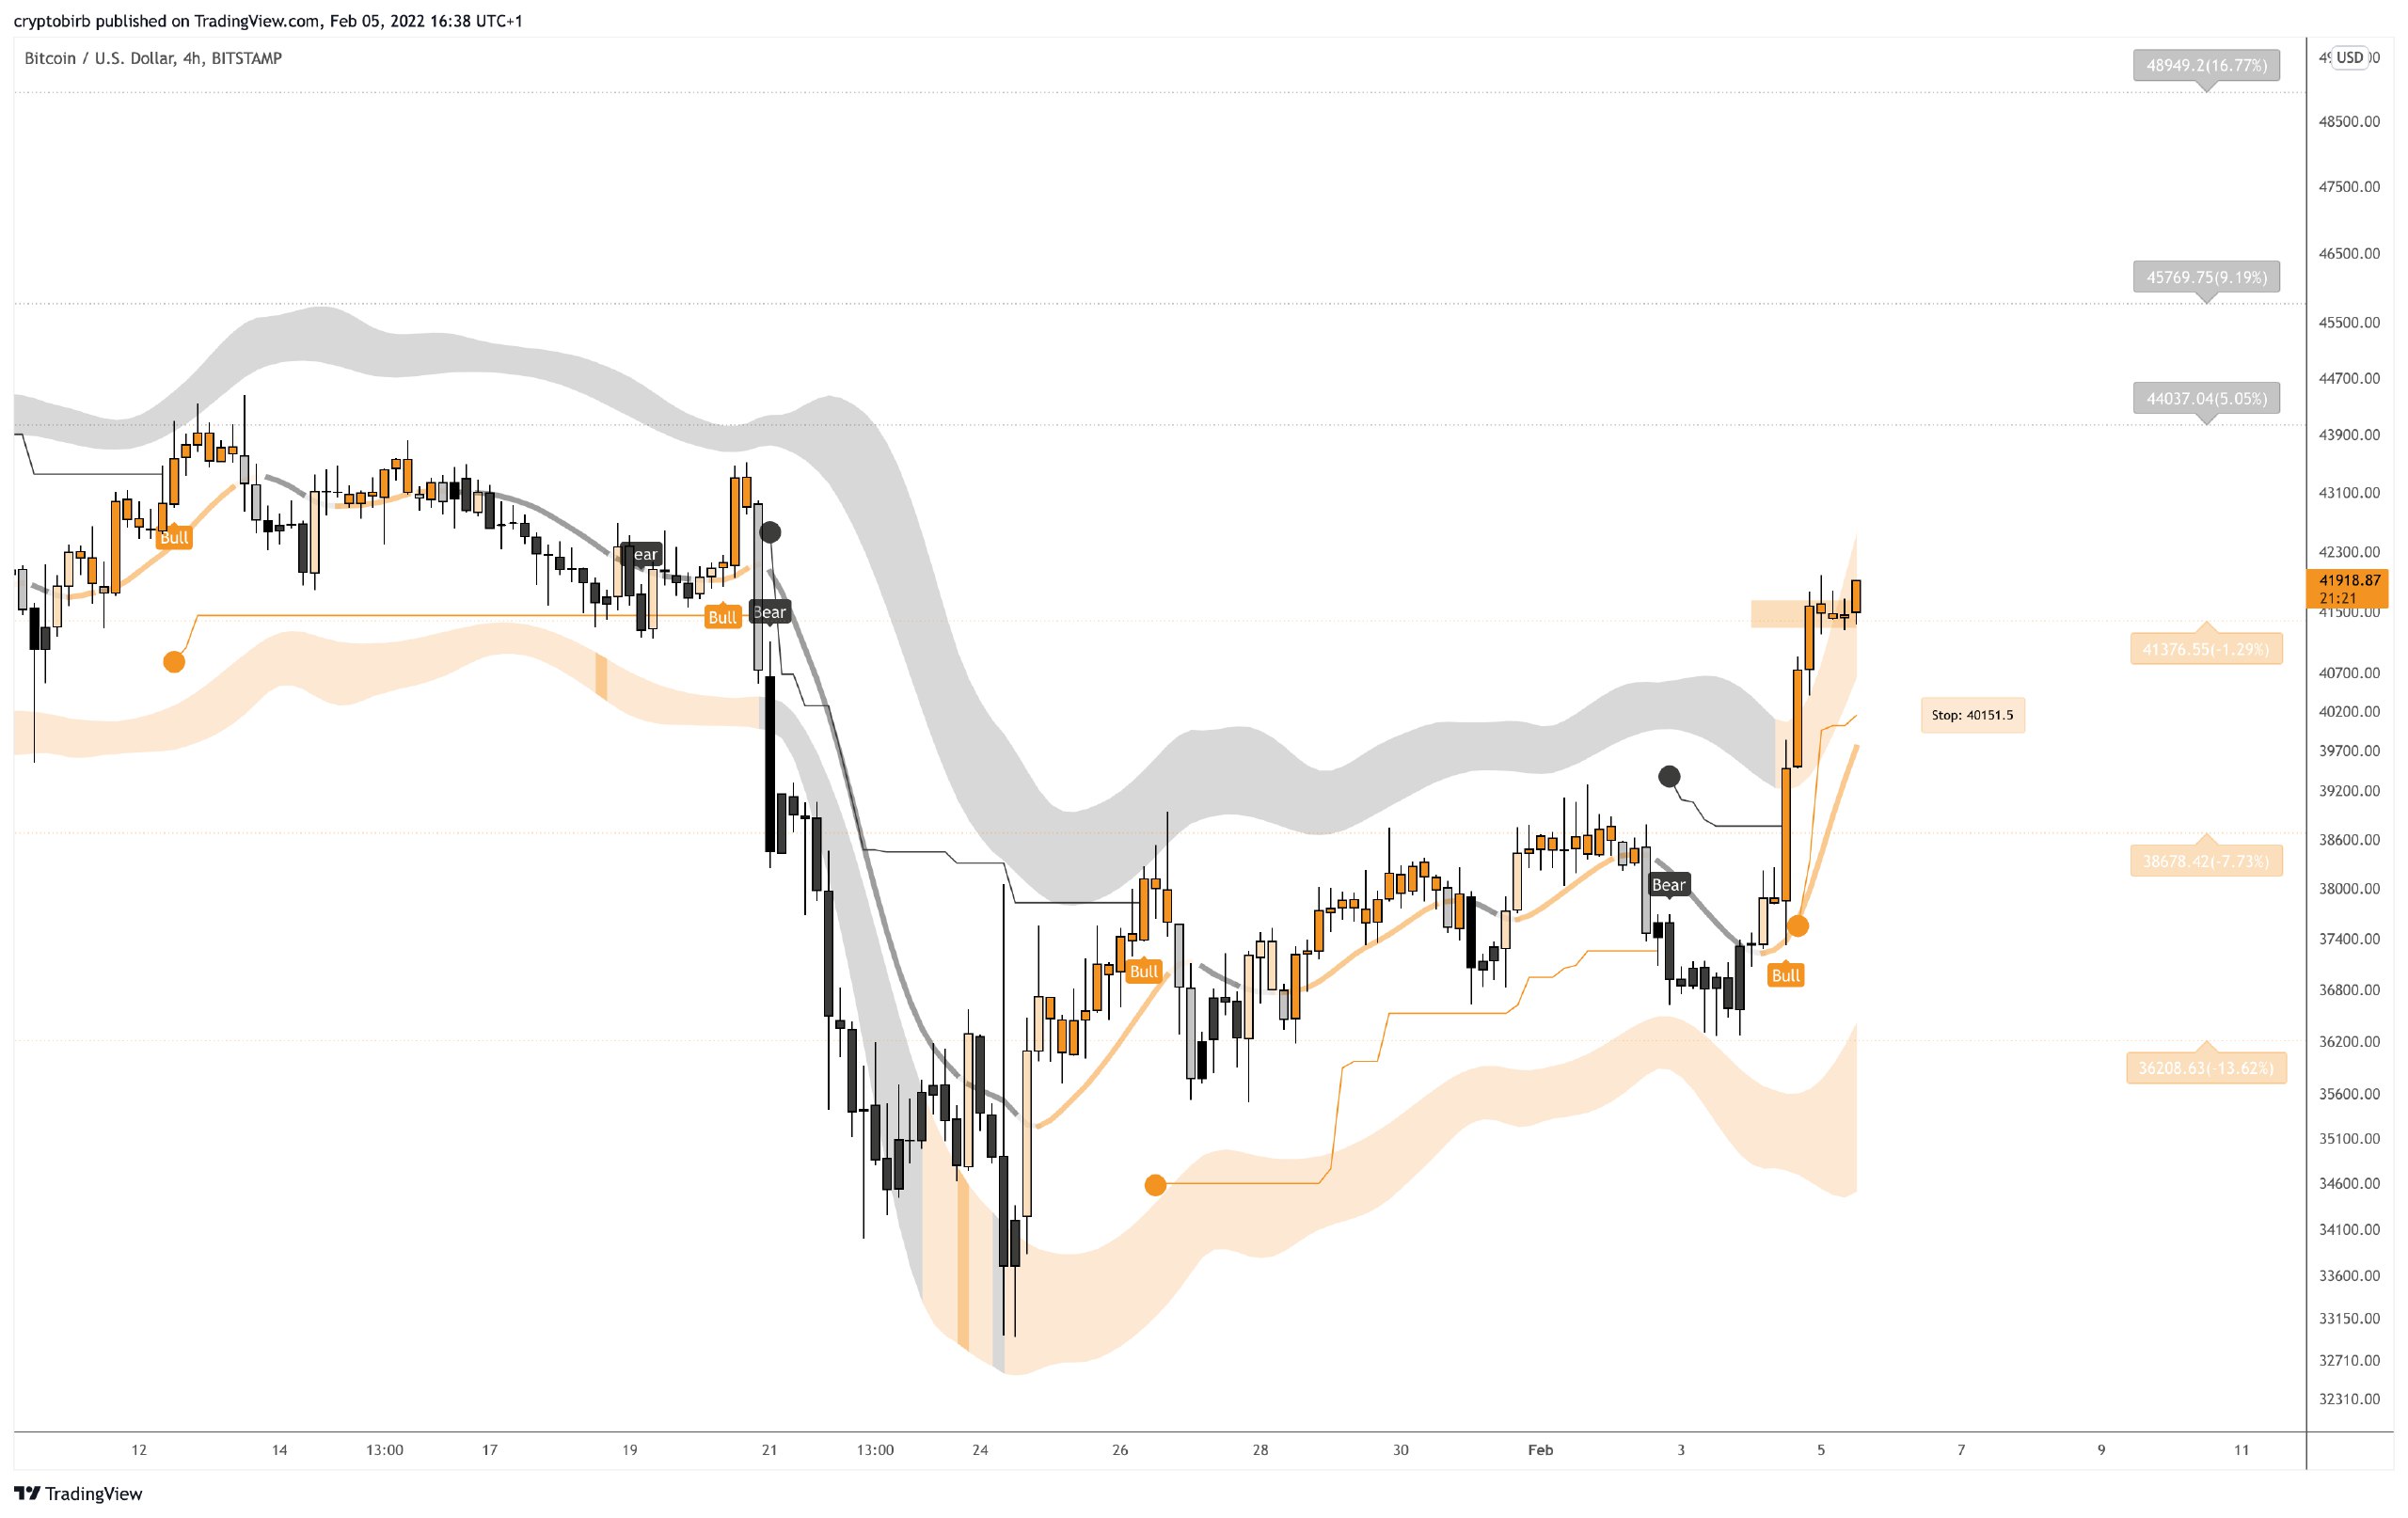 cryptobirb published on TradingView.com, Feb 05, 2022 16:38 UTC+1
Bitcoin / U.S. Dollar, 4h, BITSTAMP
USD
48949.2(16.77%)
48500.00
47500.00
46500.00
45769.75(9.19%)
45500.00
44700.00
44037.04(5.05%)
43900.00
43100.00
42300.00
41918.87
21:21
41500.00
41376.55(-1.29%)
40700.00
Stop: 40151.5
40200.00
39700.00
39200.00
38600.00
38678.42(-7.73%)
38000.00
37400.00
36800.00
36200.00
36208.63(-13.62%)
35600.00
35100.00
34600.00
34100.00
33600.00
33150.00
32710.00
32310.00
Bull
ear
Bull
Bear
Bull
Bear
Bull
12 14 13:00 17 19 21 13:00 24 26 28 30 Feb 3 5 7 9 11
TradingView